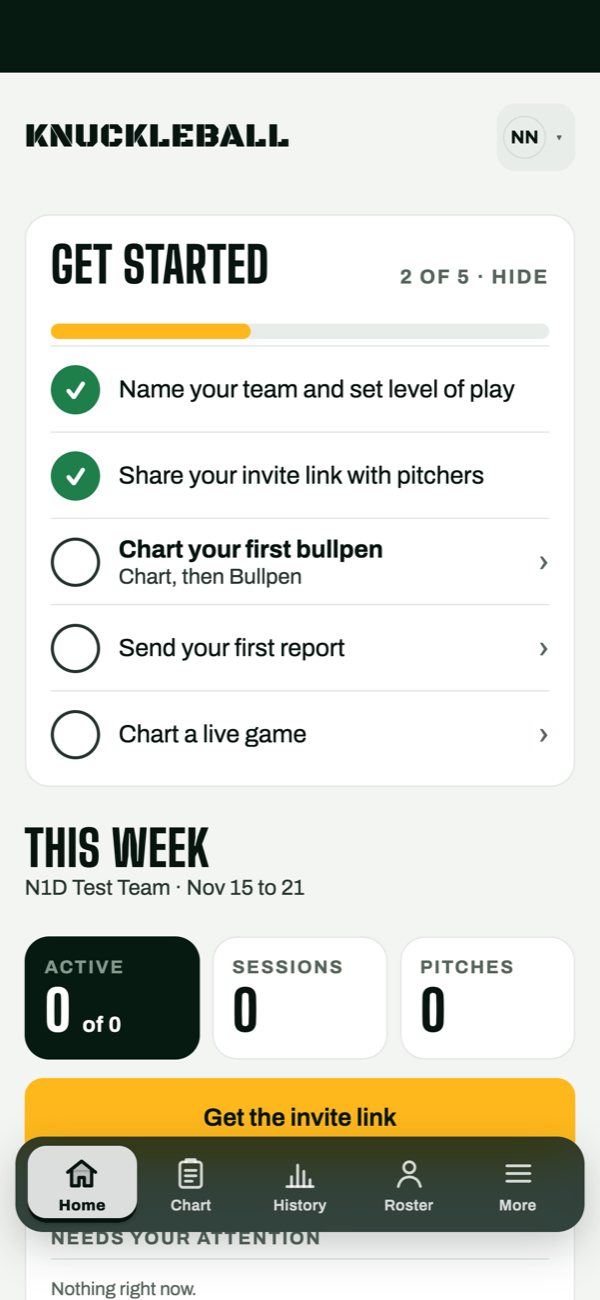 KNUCKLEBALL
NN
GET STARTED
2 OF 5 · HIDE
Name your team and set level of play
Share your invite link with pitchers
Chart your first bullpen
Chart, then Bullpen
Send your first report
Chart a live game
THIS WEEK
N1D Test Team · Nov 15 to 21
ACTIVE
0 of 0
SESSIONS
0
PITCHES
0
Get the invite link
Home
Chart
History
Roster
More
NEEDS YOUR ATTENTION
Nothing right now.